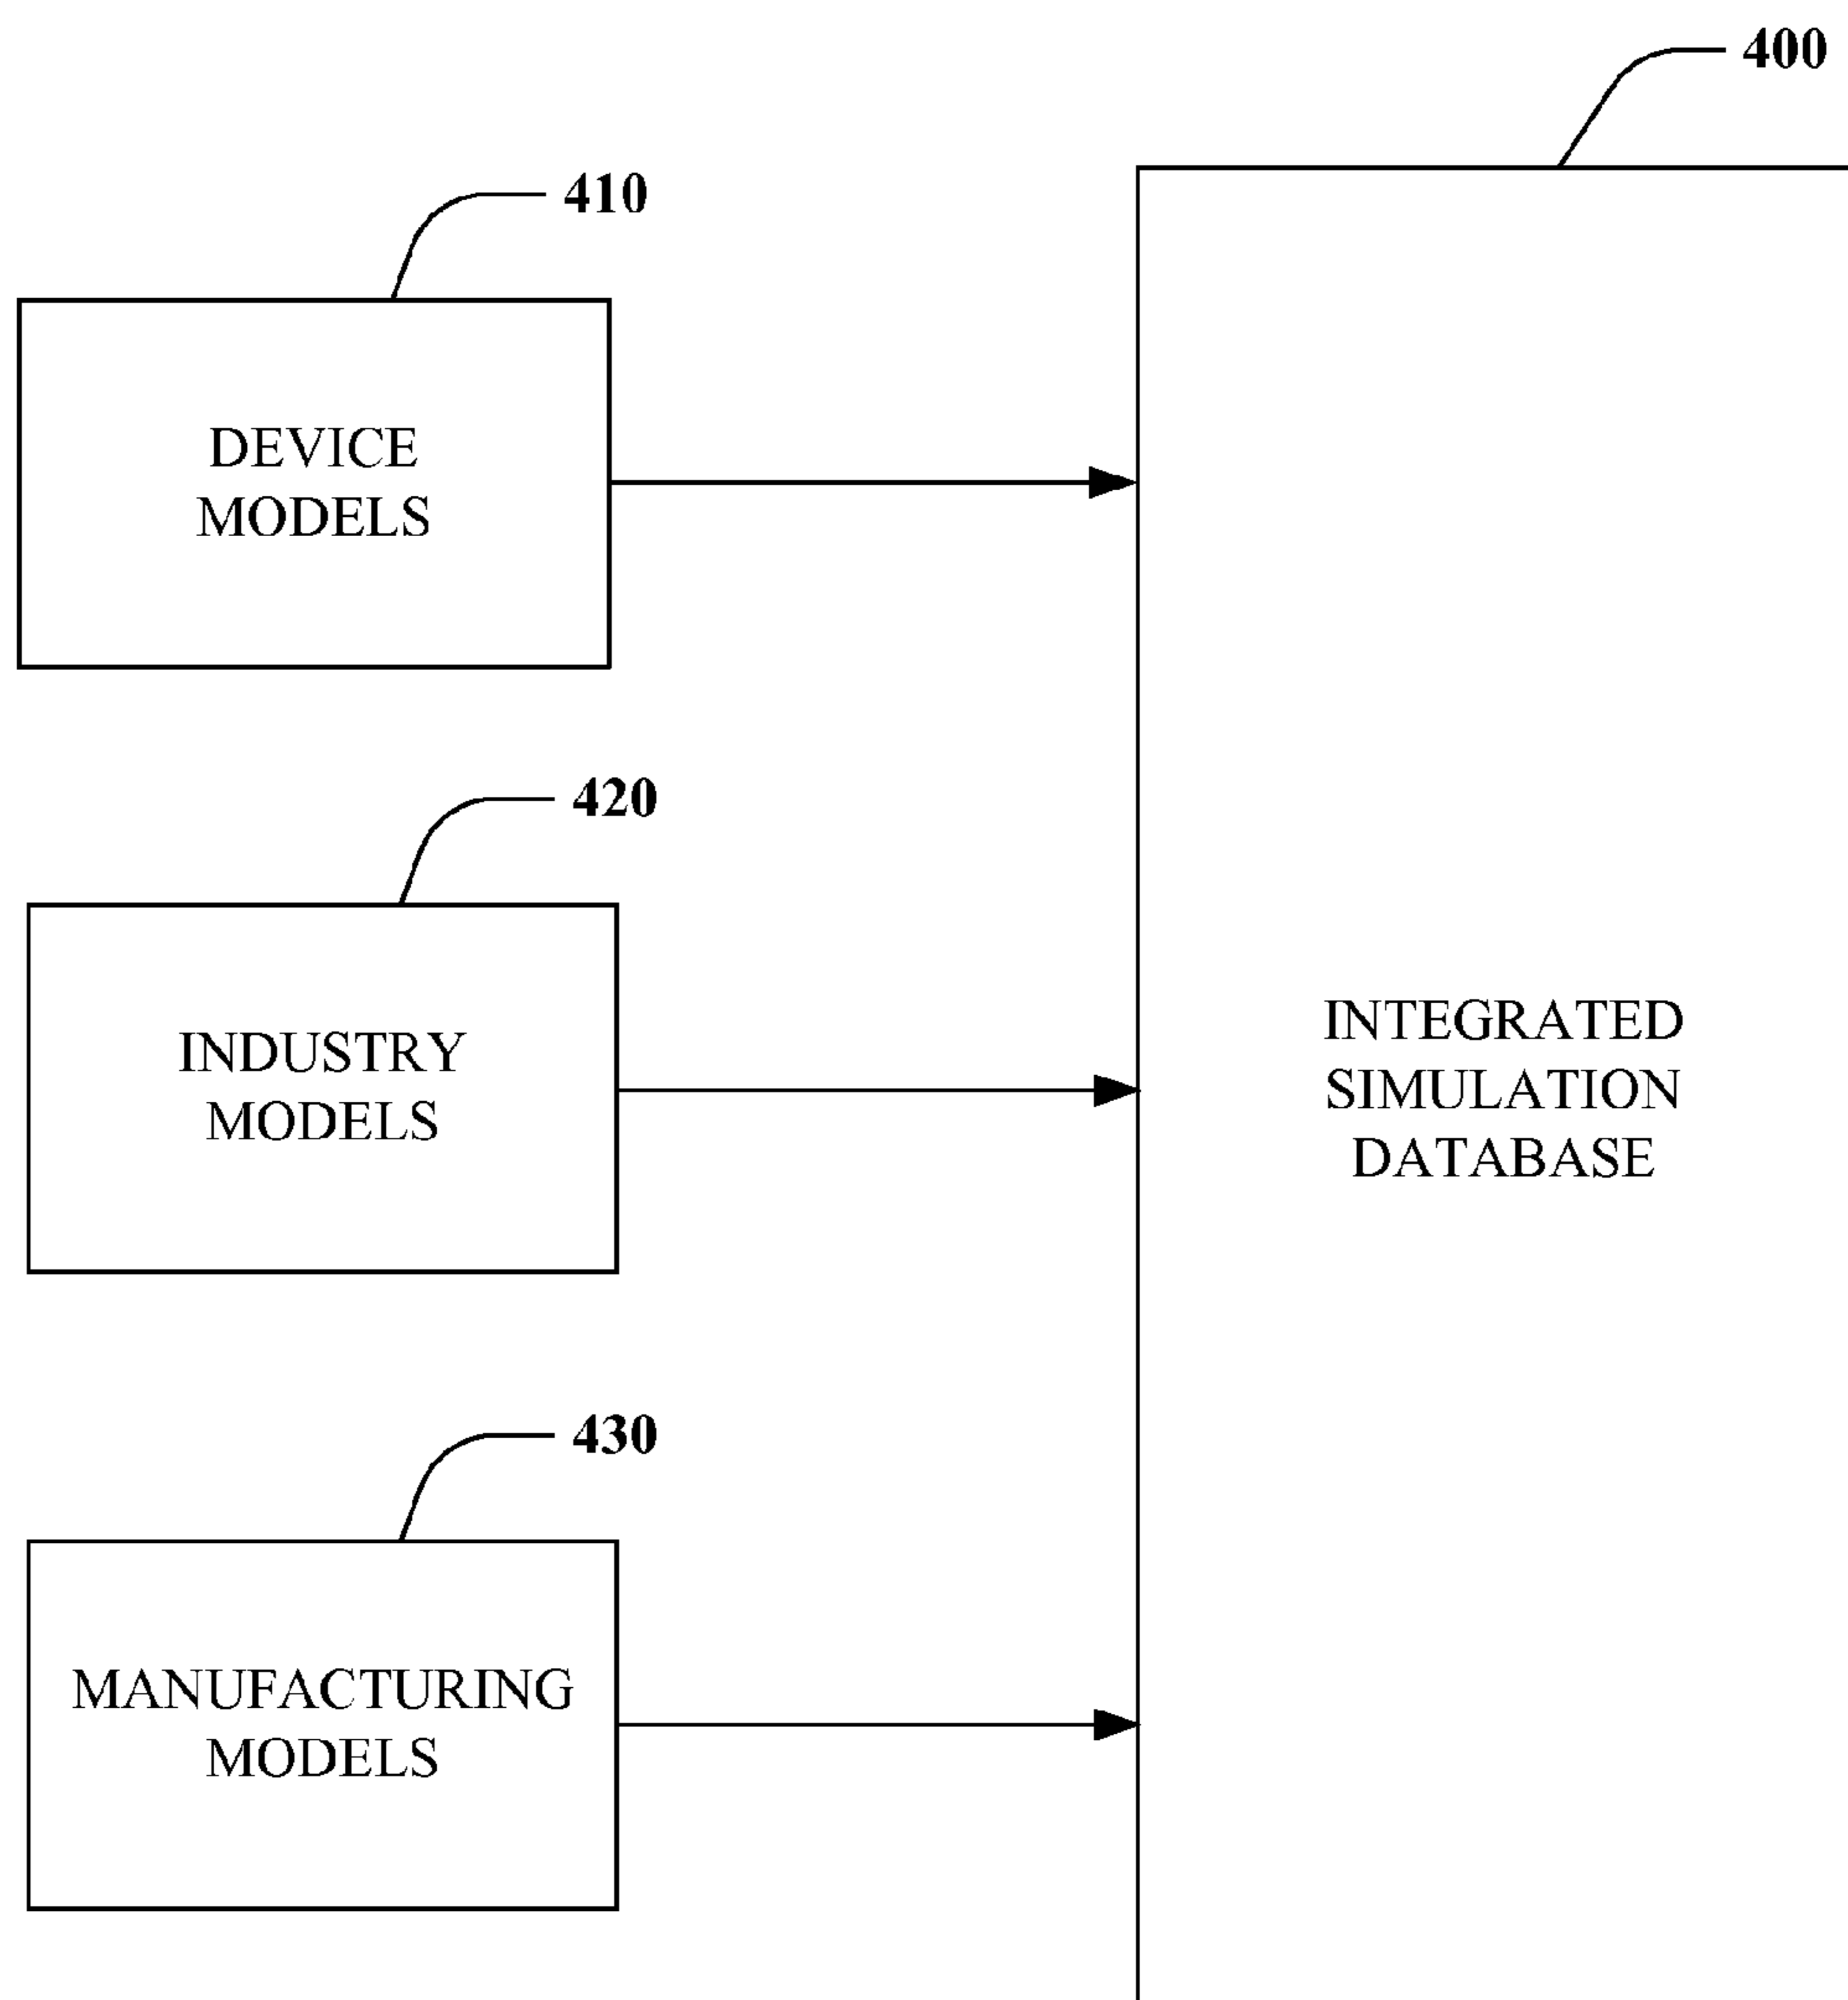 400
410
DEVICE
MODELS
420
INDUSTRY
MODELS
INTEGRATED
SIMULATION
DATABASE
430
MANUFACTURING
MODELS